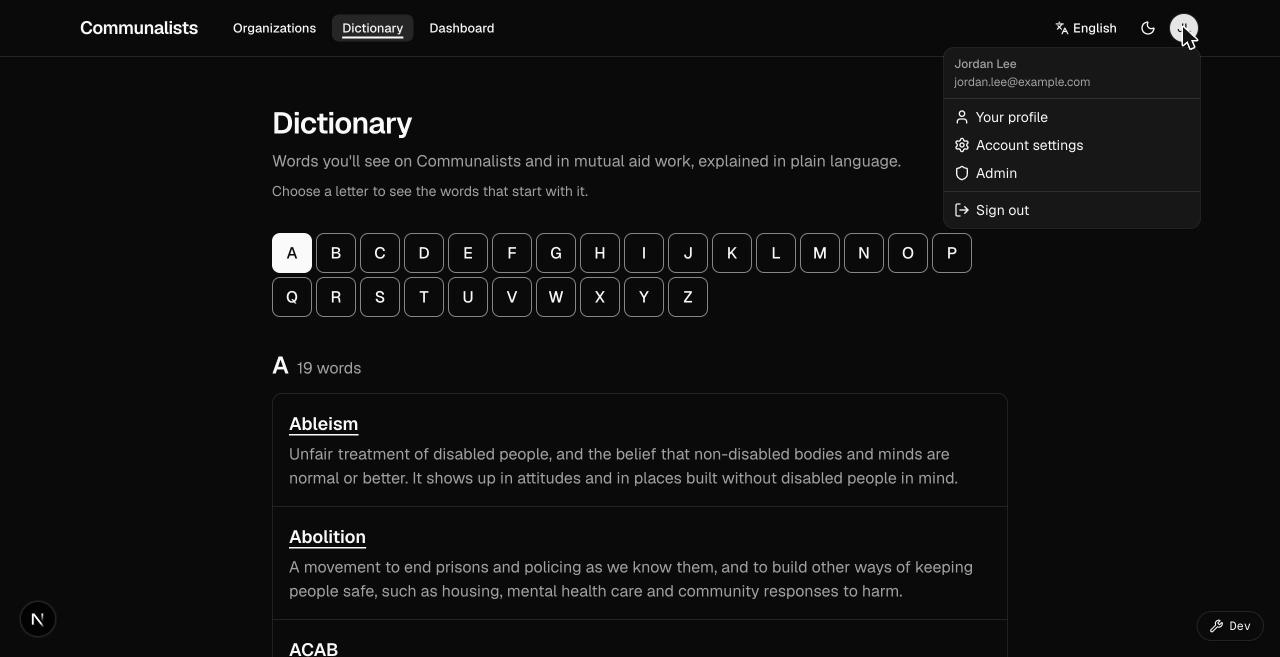 Communalists
Organizations
Dictionary
Dashboard
English
Jordan Lee
jordan.lee@example.com
Your profile
Account settings
Admin
Sign out
Dictionary
Words you'll see on Communalists and in mutual aid work, explained in plain language.
Choose a letter to see the words that start with it.
A B C D E F G H I J K L M N O P
Q R S T U V W X Y Z
A 19 words
Ableism
Unfair treatment of disabled people, and the belief that non-disabled bodies and minds are
normal or better. It shows up in attitudes and in places built without disabled people in mind.
Abolition
A movement to end prisons and policing as we know them, and to build other ways of keeping
people safe, such as housing, mental health care and community responses to harm.
ACAB
N
Dev